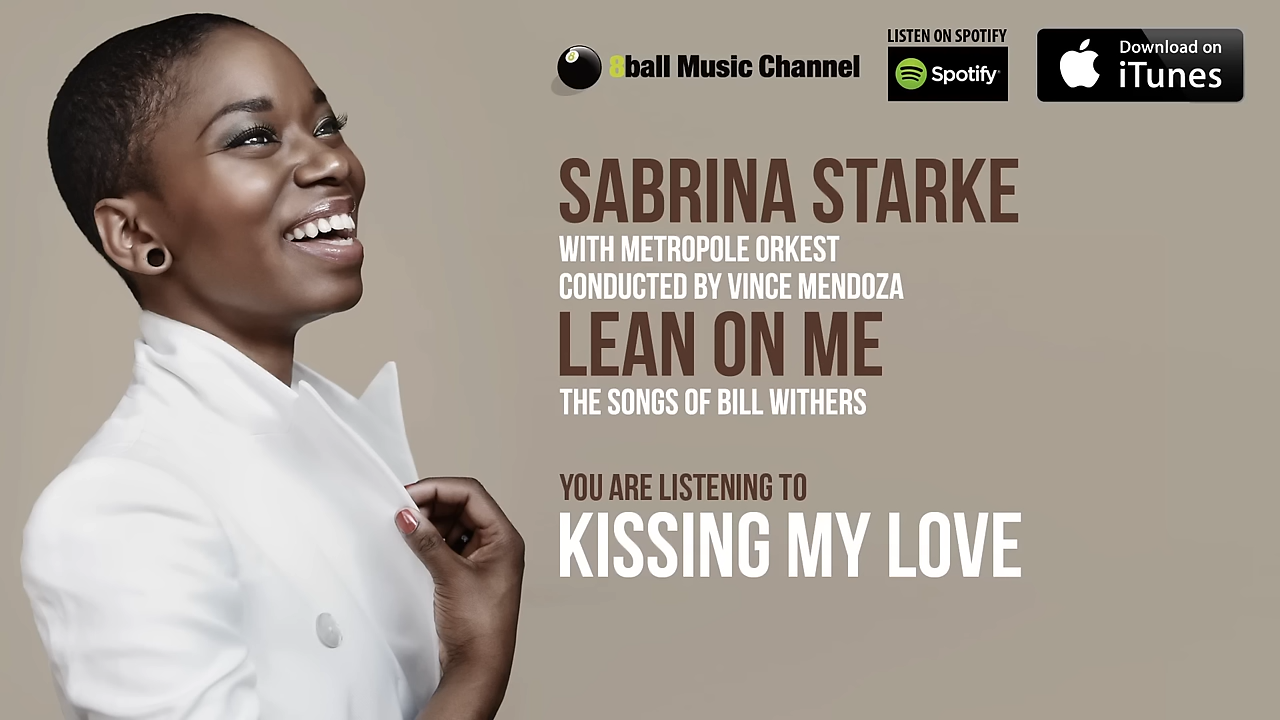 8ball Music Channel
LISTEN ON SPOTIFY
Spotify
Download on
iTunes
SABRINA STARKE
WITH METROPOLE ORKEST
CONDUCTED BY VINCE MENDOZA
LEAN ON ME
THE SONGS OF BILL WITHERS
YOU ARE LISTENING TO
KISSING MY LOVE